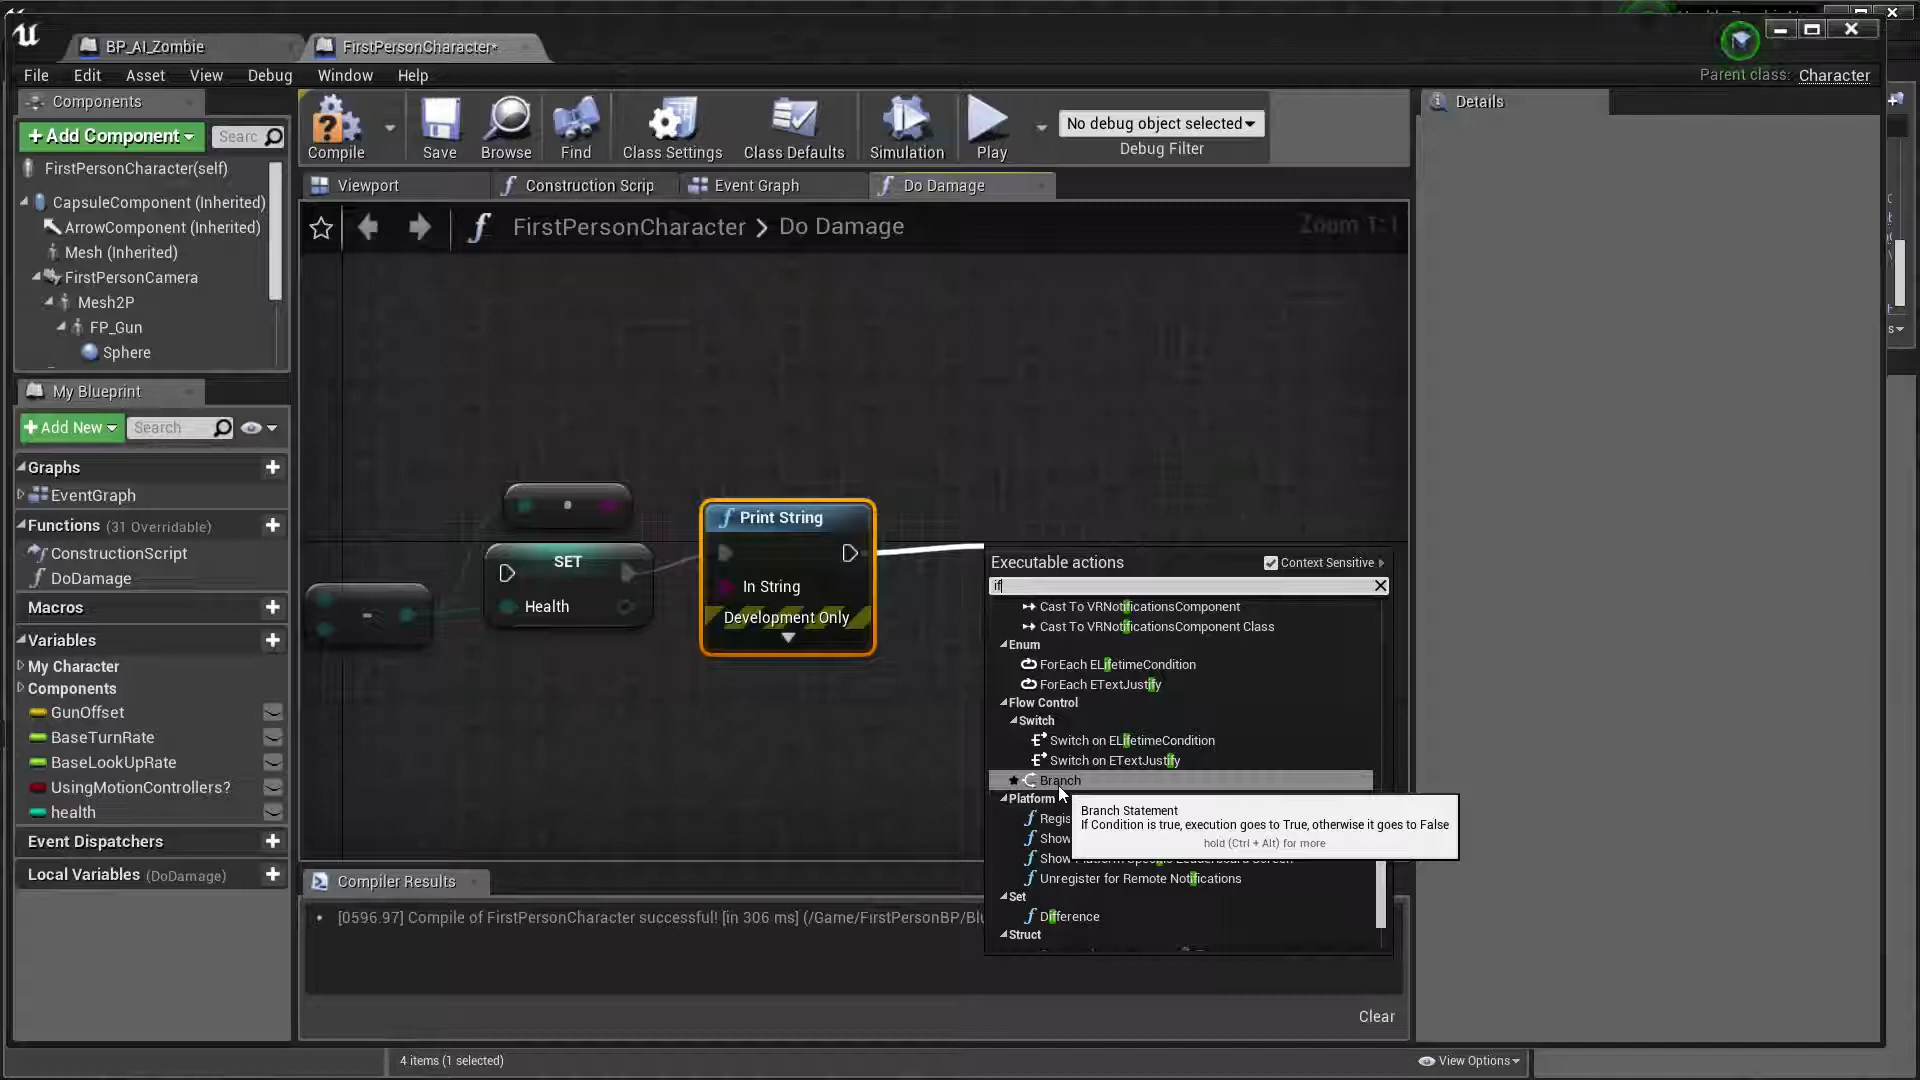 BP_AI_Zombie
FirstPersonCharacter*
File Edit Asset View Debug Window Help
Parent class: Character
Components
+Add Component
Searc
FirstPersonCharacter(self)
CapsuleComponent (Inherited)
ArrowComponent (Inherited)
Mesh (Inherited)
FirstPersonCamera
Mesh2P
FP_Gun
Sphere
Compile
Save
Browse
Find
Class Settings
Class Defaults
Simulation
Play
No debug object selected
Debug Filter
Details
Viewport
Construction Scrip
Event Graph
Do Damage
FirstPersonCharacter > Do Damage
Zoom 1:1
My Blueprint
+Add New
Search
Graphs
EventGraph
Functions (31 Overridable)
ConstructionScript
DoDamage
Macros
Variables
My Character
Components
GunOffset
BaseTurnRate
BaseLookUpRate
UsingMotionControllers?
health
Event Dispatchers
Local Variables (DoDamage)
SET
Health
Print String
In String
Development Only
Executable actions
Context Sensitive
if
Cast To VRNotificationsComponent
Cast To VRNotificationsComponent Class
Enum
ForEach ELifetimeCondition
ForEach ETextJustify
Flow Control
Switch
Switch on ELifetimeCondition
Switch on ETextJustify
Branch
Platform
Regis
Show
Unregister for Remote Notifications
Set
Difference
Struct
Branch Statement
If Condition is true, execution goes to True, otherwise it goes to False
hold (Ctrl + Alt) for more
Compiler Results
[0596.97] Compile of FirstPersonCharacter successful! [in 306 ms] (/Game/FirstPersonBP/Blu
Clear
4 items (1 selected)
View Options